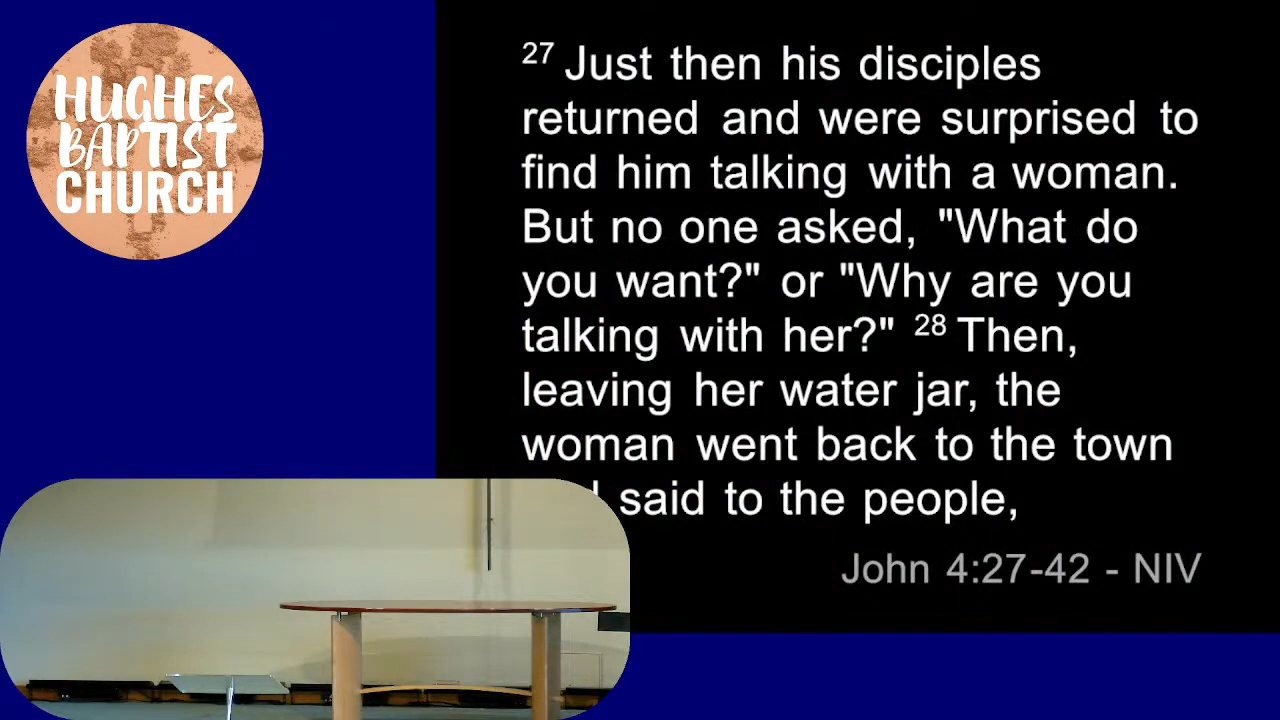 HUGHES
BAPTIST
CHURCH
27 Just then his disciples
returned and were surprised to
find him talking with a woman.
But no one asked, "What do
you want?" or "Why are you
talking with her?" 28 Then,
leaving her water jar, the
woman went back to the town
said to the people,
John 4:27-42 - NIV